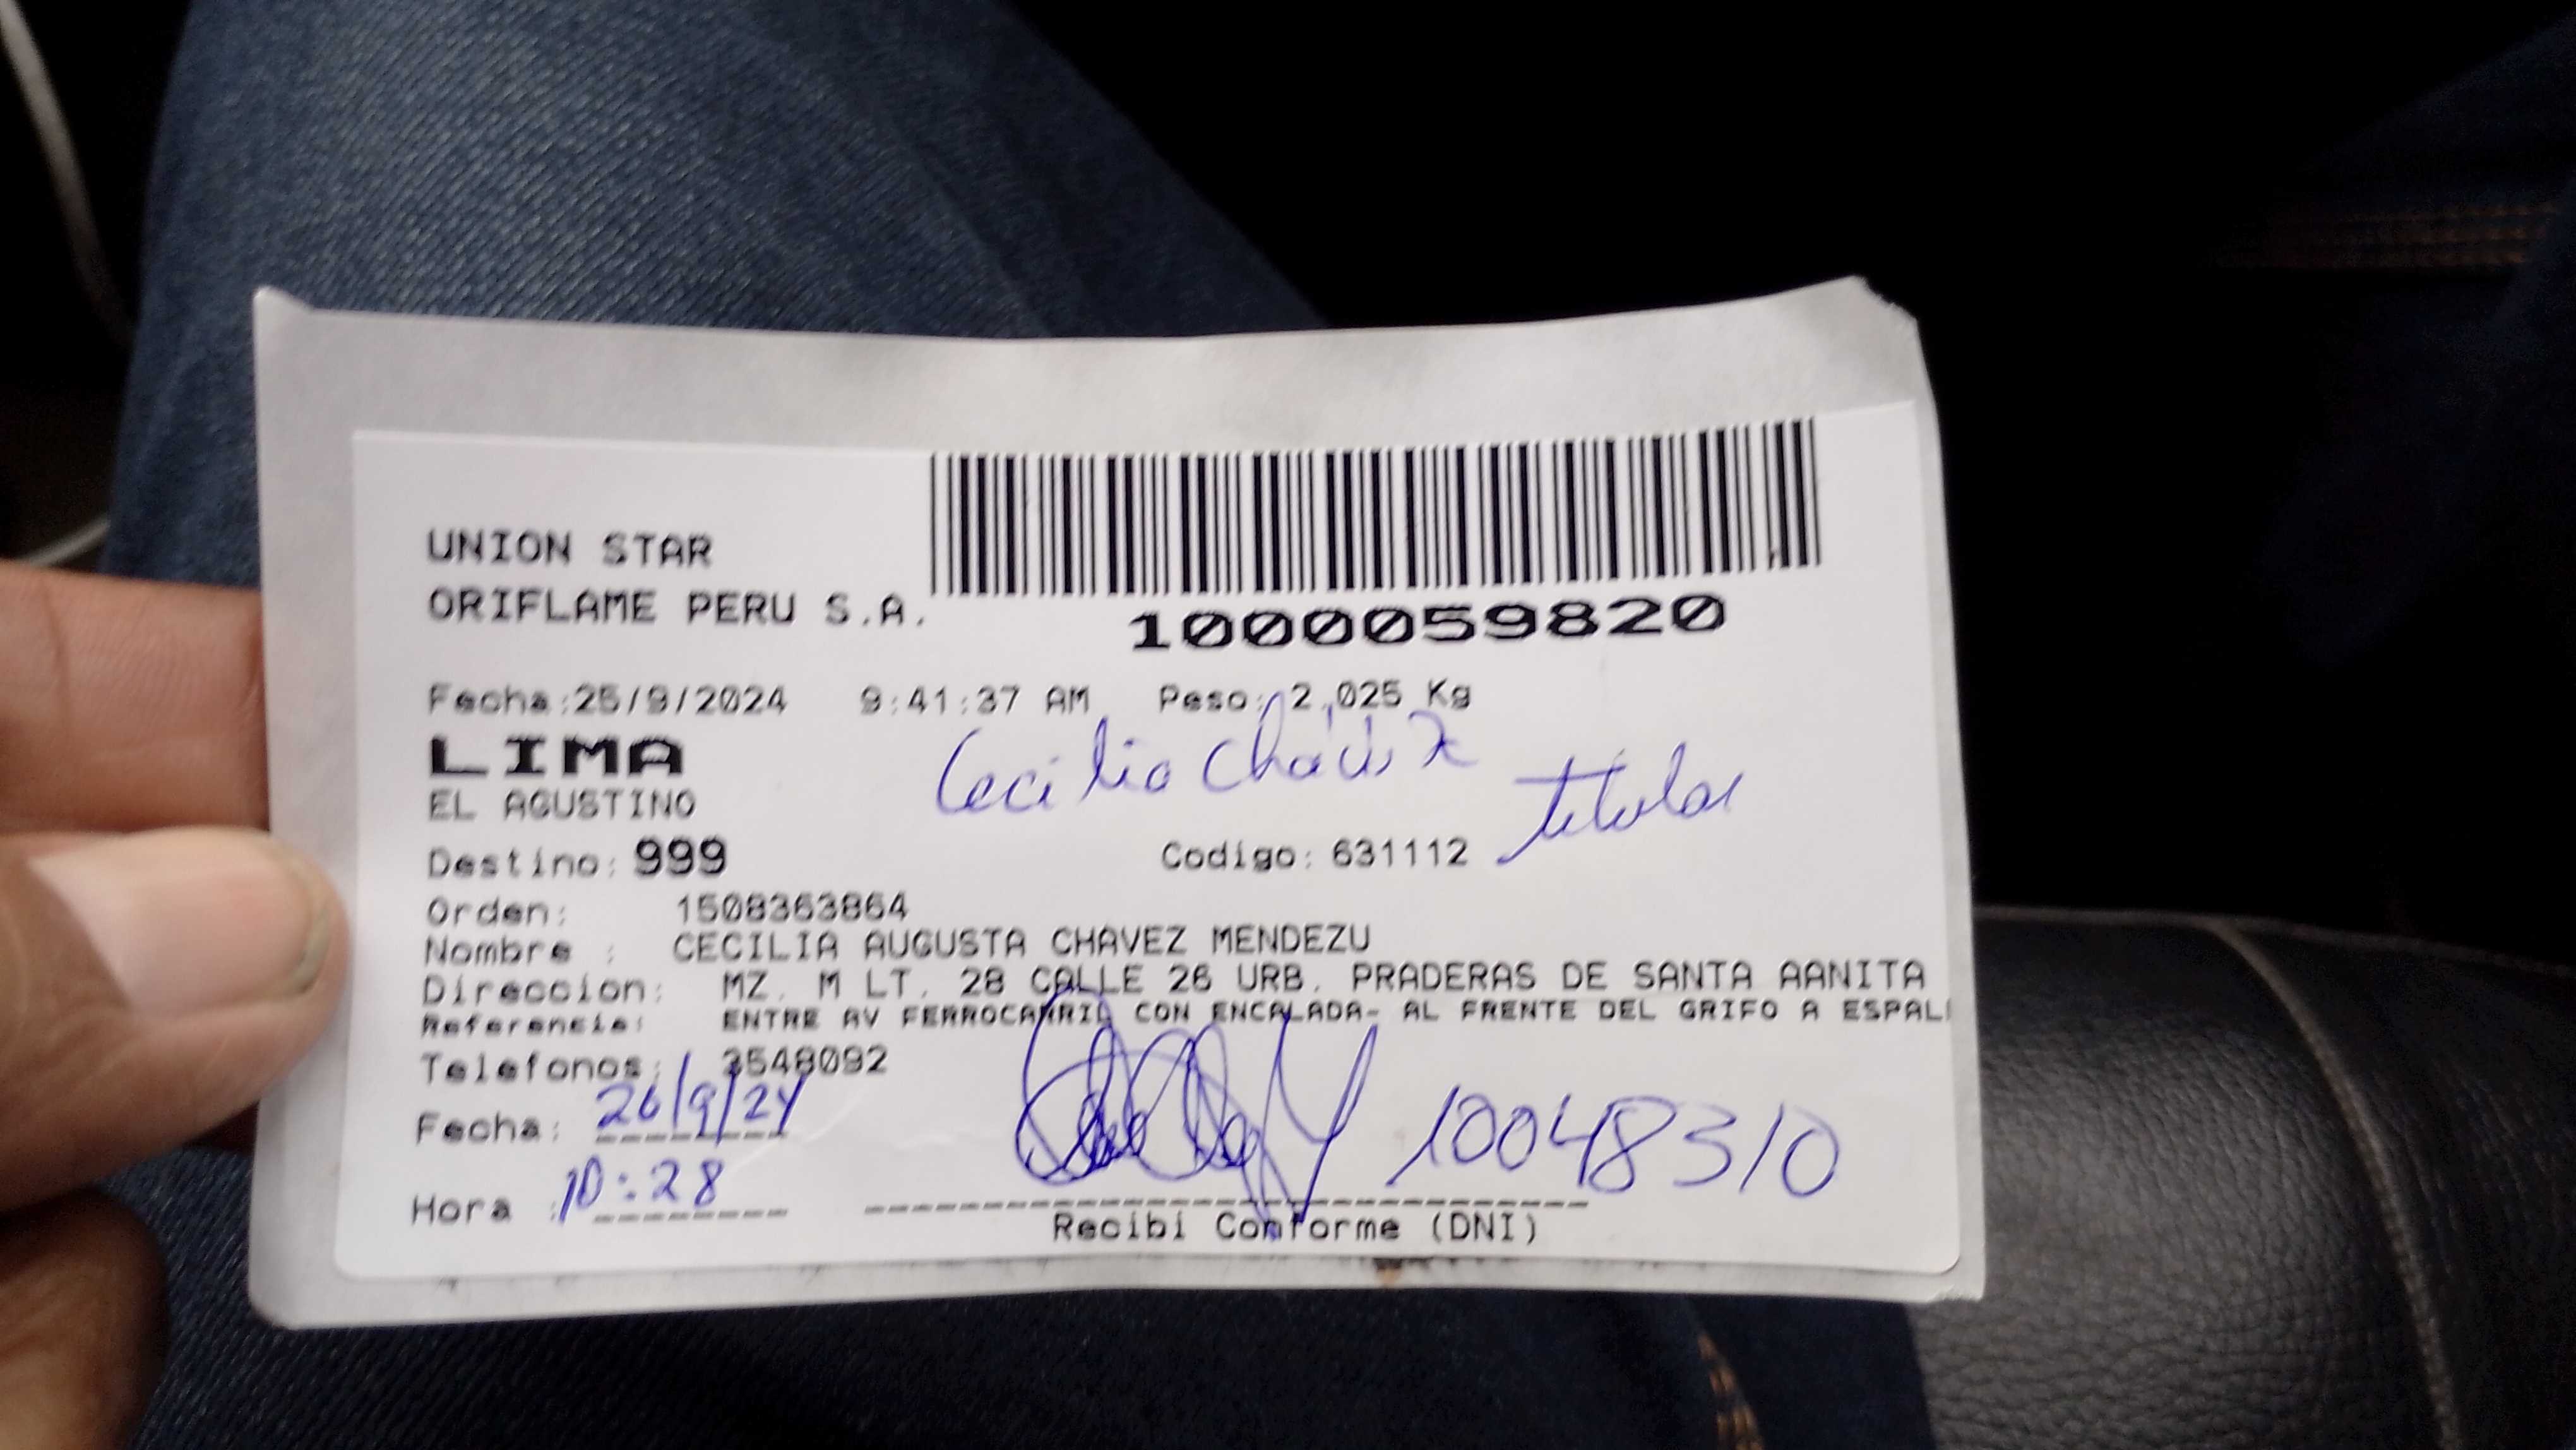 UNION STAR
ORIFLAME PERU S.A.
1000059820
Fecha:25/9/2024 9:41:37 AM Peso: 2,025 Kg
LIMA
Cecilia Chávez titular
EL AGUSTINO
Destino: 999 Codigo: 631112
Orden: 1508363864
Nombre : CECILIA AUGUSTA CHAVEZ MENDEZU
Direccion: MZ. M LT. 28 CALLE 26 URB. PRADERAS DE SANTA AANITA
Referencia: ENTRE AV FERROCARRIL CON ENCALADA- AL FRENTE DEL GRIFO A ESPAL
Telefonos: 3548092
Fecha: 26/9/24
10048310
Hora : 10:28
Recibi Conforme (DNI)